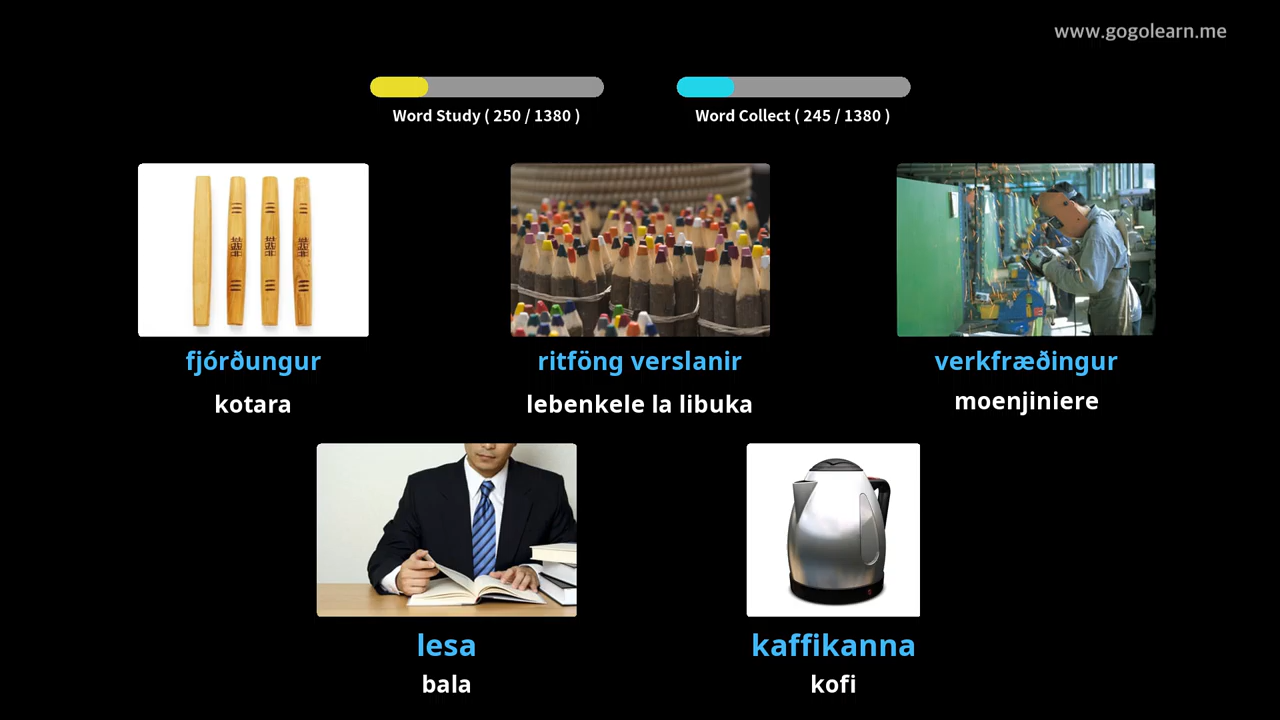 www.gogolearn.me
Word Study ( 250 / 1380 )
Word Collect ( 245 / 1380 )
fjórðungur
ritföng verslanir
verkfræðingur
kotara
lebenkele la libuka
moenjiniere
lesa
kaffikanna
bala
kofi